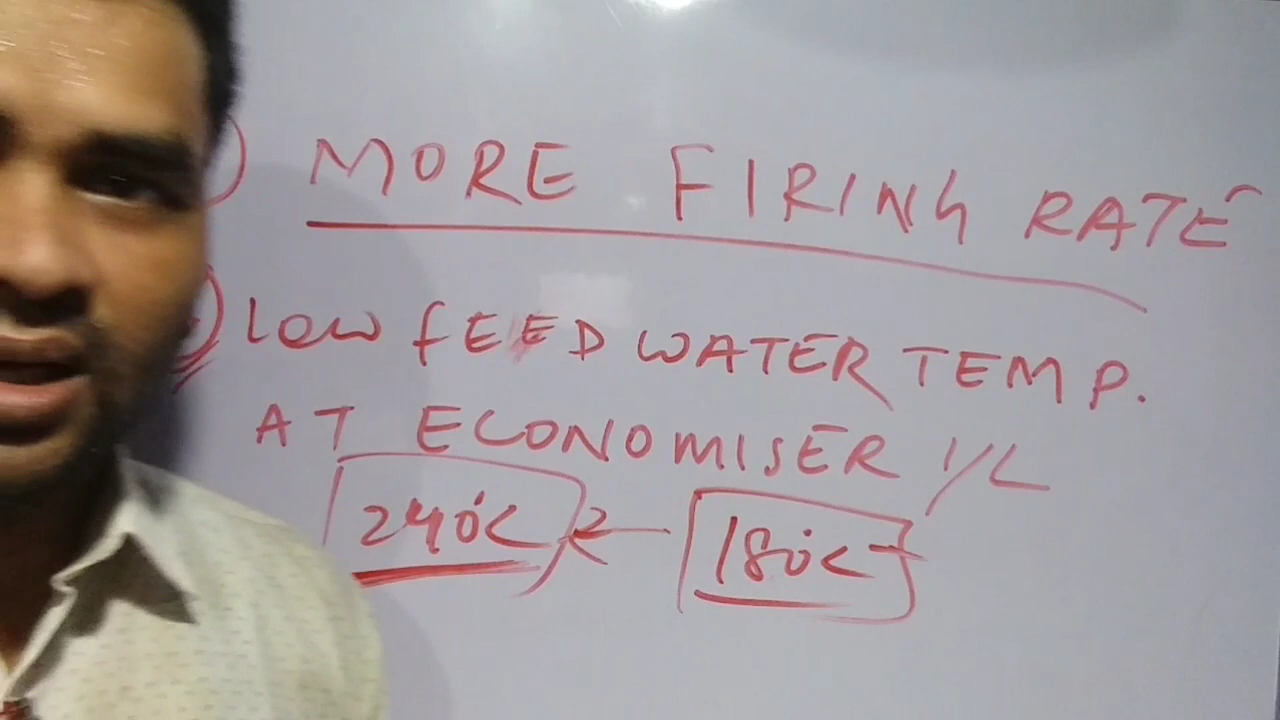 ) MORE FIRING RATE
) LOW FEED WATER TEMP.
AT ECONOMISER I/L
240°C ← 180°C